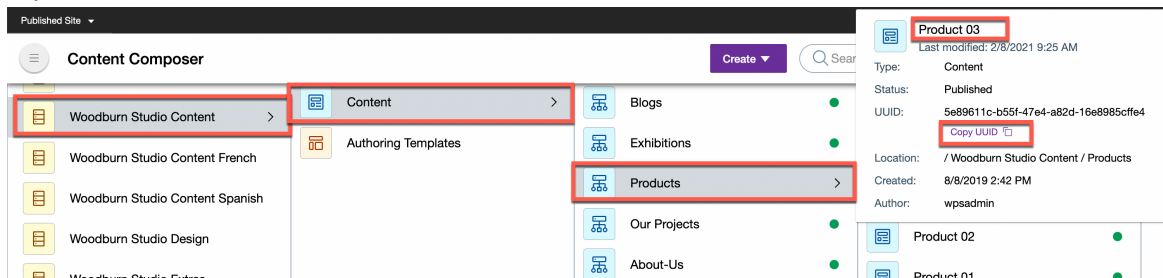 Published Site
Content Composer
Create
Sear
Woodburn Studio Content
Woodburn Studio Content French
Woodburn Studio Content Spanish
Woodburn Studio Design
Woodburn Studio Extras
Content
Authoring Templates
Blogs
Exhibitions
Products
Our Projects
About-Us
Product 03
Last modified: 2/8/2021 9:25 AM
Type: Content
Status: Published
UUID: 5e89611c-b55f-47e4-a82d-16e8985cffe4
Copy UUID
Location: / Woodburn Studio Content / Products
Created: 8/8/2019 2:42 PM
Author: wpsadmin
Product 02
Product 01